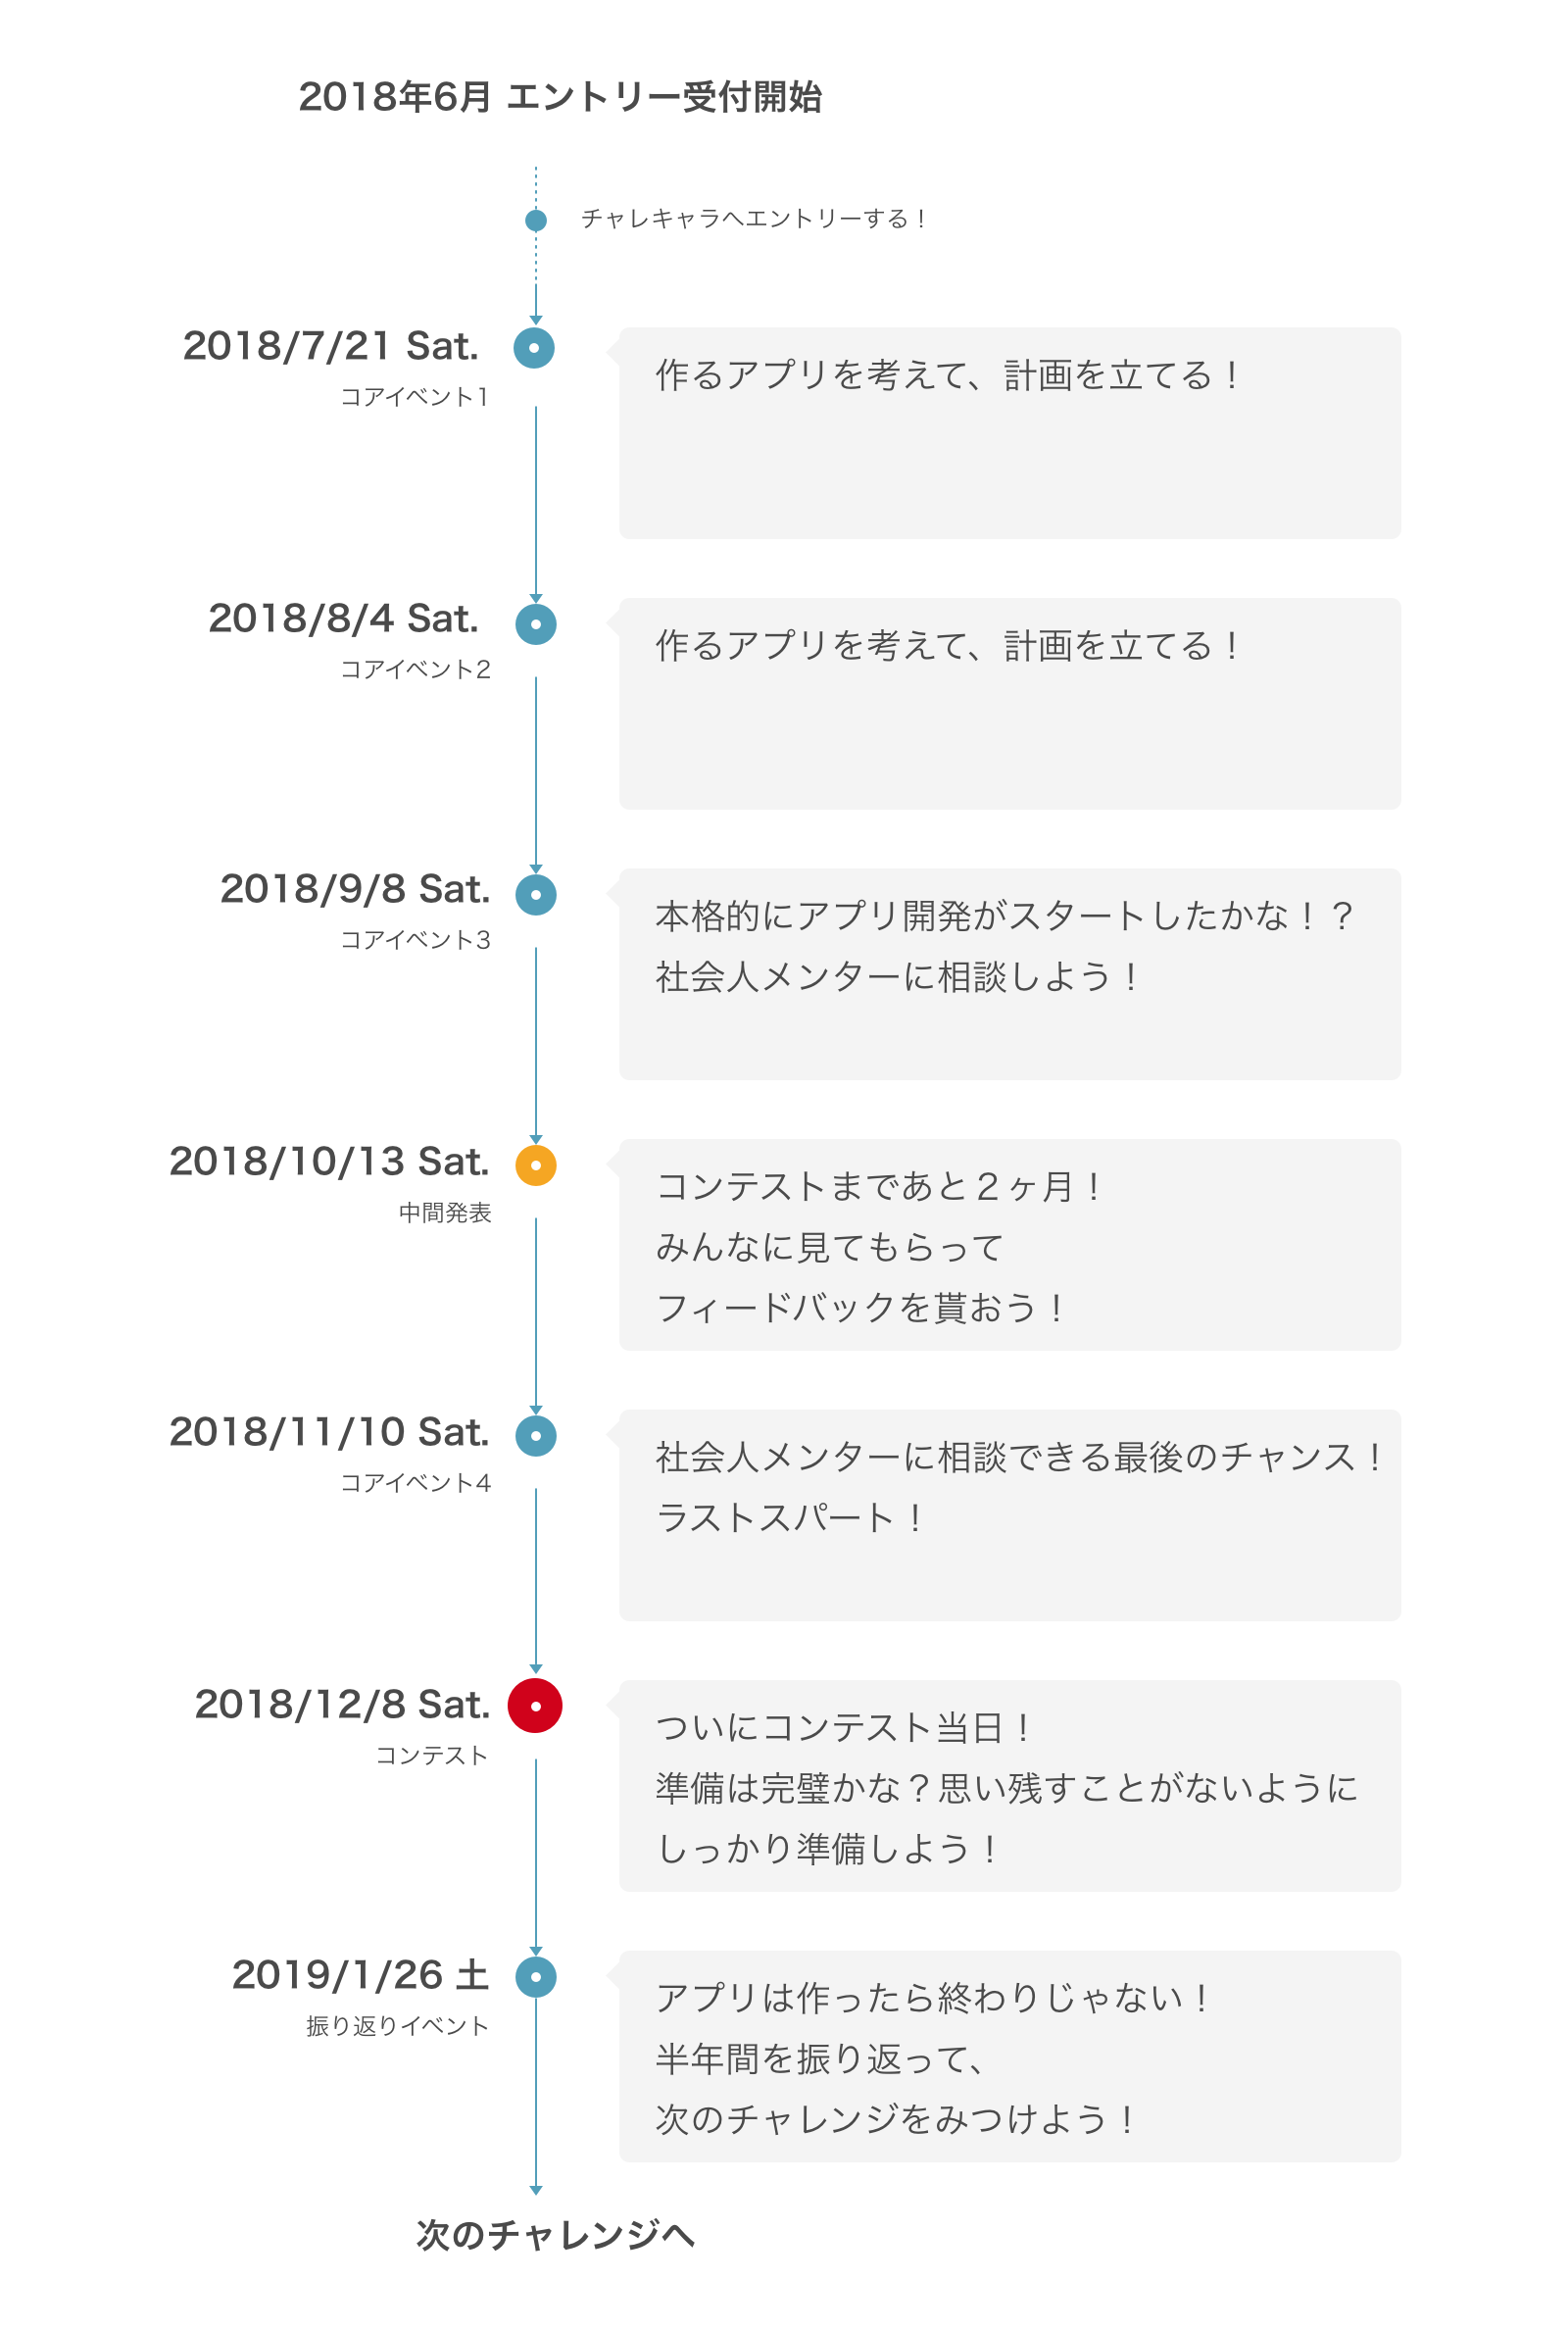 2018年6月 エントリー受付開始
チャレキャラへエントリーする！
2018/7/21 Sat.
コアイベント1
作るアプリを考えて、計画を立てる！
2018/8/4 Sat.
コアイベント2
作るアプリを考えて、計画を立てる！
2018/9/8 Sat.
コアイベント3
本格的にアプリ開発がスタートしたかな！？
社会人メンターに相談しよう！
2018/10/13 Sat.
中間発表
コンテストまであと２ヶ月！
みんなに見てもらって
フィードバックを貰おう！
2018/11/10 Sat.
コアイベント4
社会人メンターに相談できる最後のチャンス！
ラストスパート！
2018/12/8 Sat.
コンテスト
ついにコンテスト当日！
準備は完璧かな？思い残すことがないように
しっかり準備しよう！
2019/1/26 土
振り返りイベント
アプリは作ったら終わりじゃない！
半年間を振り返って、
次のチャレンジをみつけよう！
次のチャレンジへ